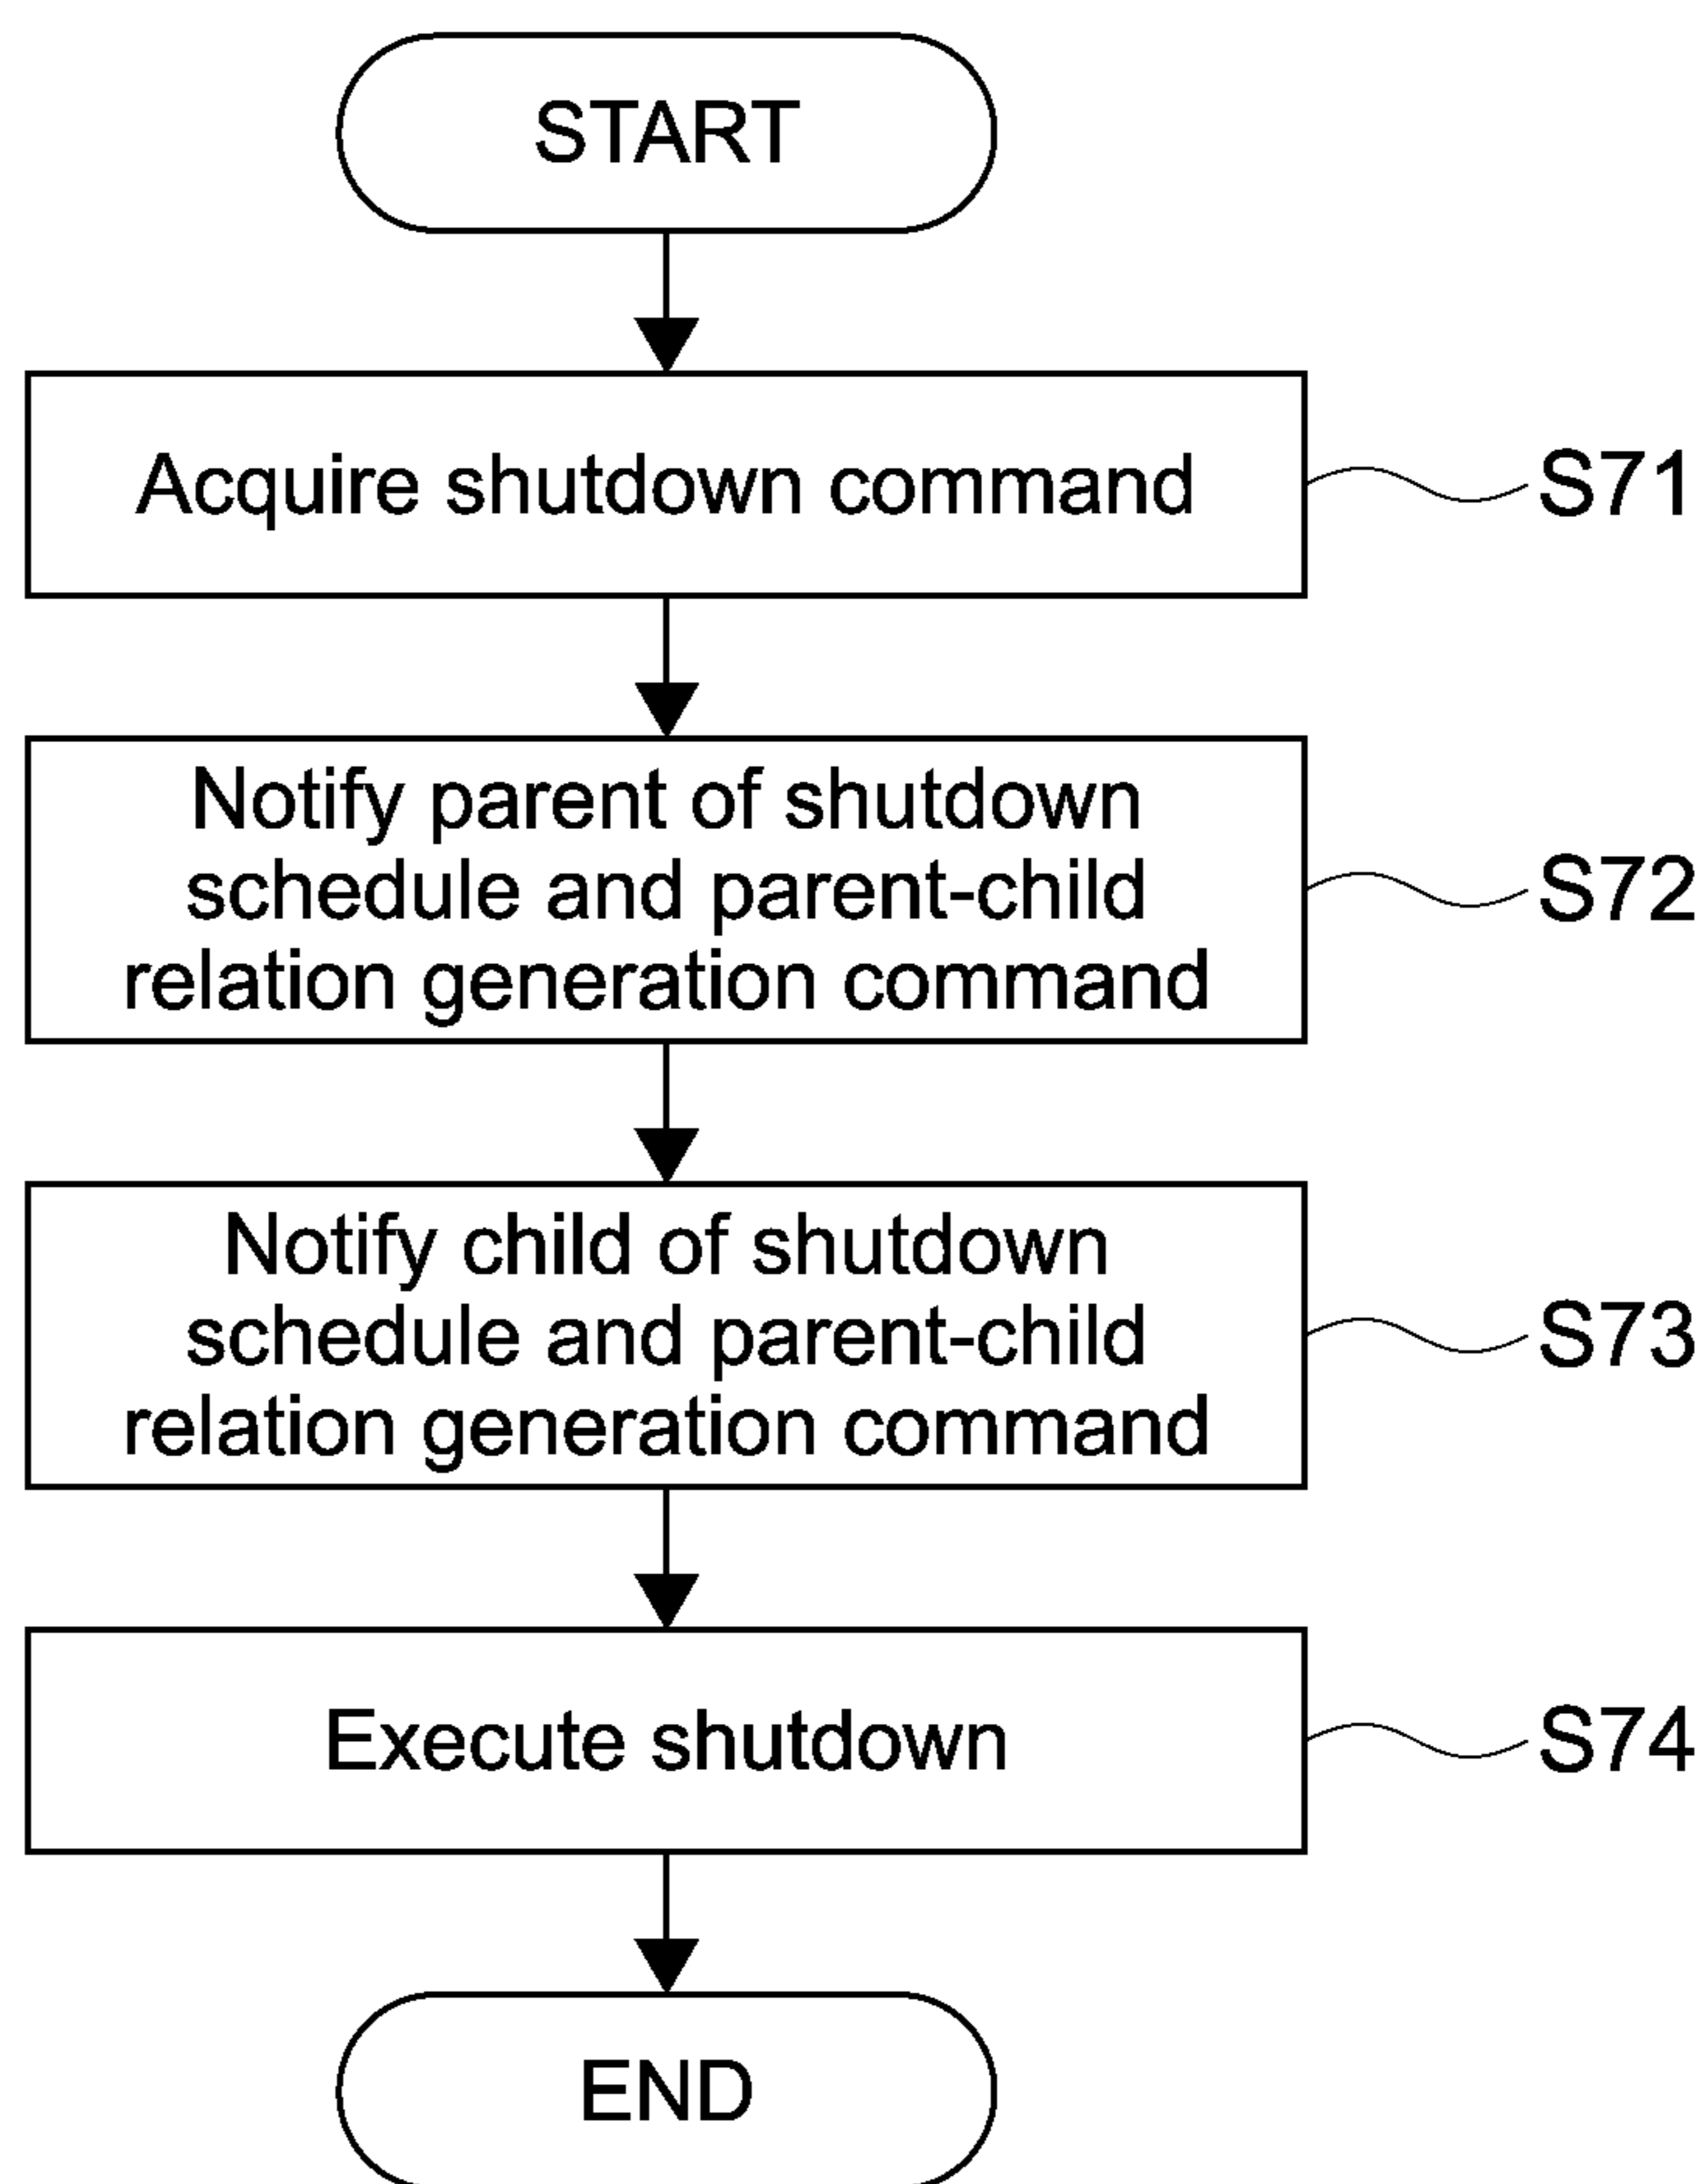 START
Acquire shutdown command
S71
Notify parent of shutdown
schedule and parent-child
relation generation command
S72
Notify child of shutdown
schedule and parent-child
relation generation command
S73
Execute shutdown
S74
END